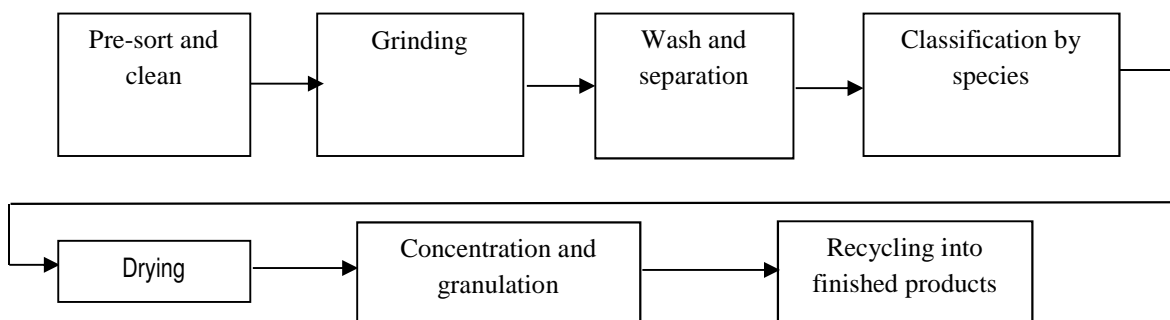 Pre-sort and
clean
Grinding
Wash and
separation
Classification by
species
Drying
Concentration and
granulation
Recycling into
finished products